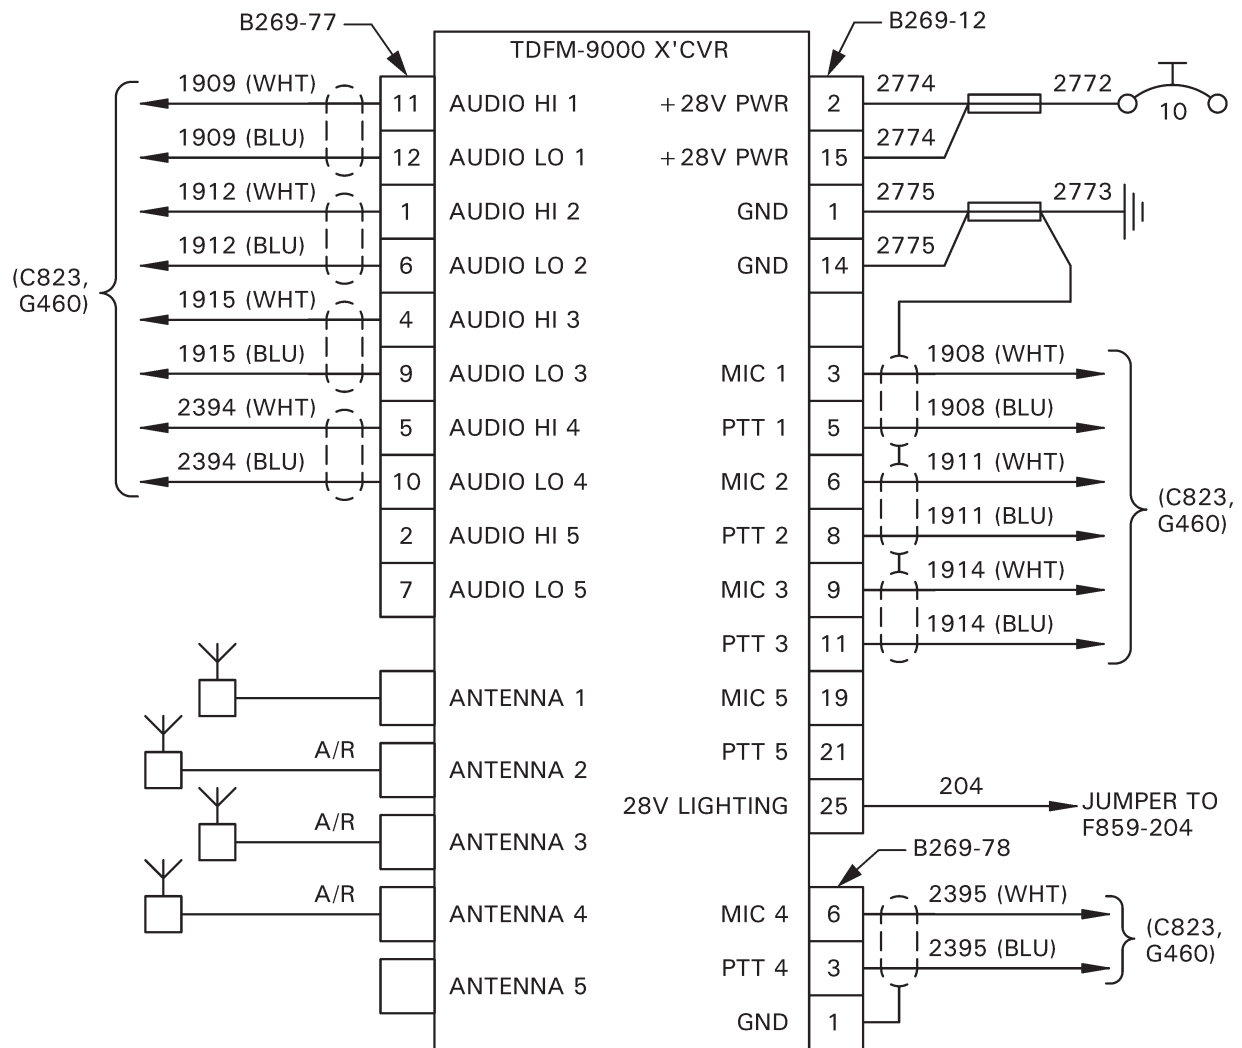 B269-77
B269-12
TDFM-9000 X'CVR
1909 (WHT)
11
AUDIO HI 1
+28V PWR
2
2774
2772
10
1909 (BLU)
12
AUDIO LO 1
+28V PWR
15
2774
1912 (WHT)
1
AUDIO HI 2
GND
1
2775
2773
1912 (BLU)
6
AUDIO LO 2
GND
14
2775
(C823,
G460)
1915 (WHT)
4
AUDIO HI 3
1915 (BLU)
9
AUDIO LO 3
MIC 1
3
1908 (WHT)
2394 (WHT)
5
AUDIO HI 4
PTT 1
5
1908 (BLU)
2394 (BLU)
10
AUDIO LO 4
MIC 2
6
1911 (WHT)
(C823,
G460)
2
AUDIO HI 5
PTT 2
8
1911 (BLU)
7
AUDIO LO 5
MIC 3
9
1914 (WHT)
PTT 3
11
1914 (BLU)
ANTENNA 1
MIC 5
19
A/R
ANTENNA 2
PTT 5
21
28V LIGHTING
25
204
JUMPER TO
F859-204
A/R
ANTENNA 3
B269-78
A/R
ANTENNA 4
MIC 4
6
2395 (WHT)
(C823,
G460)
PTT 4
3
2395 (BLU)
ANTENNA 5
GND
1